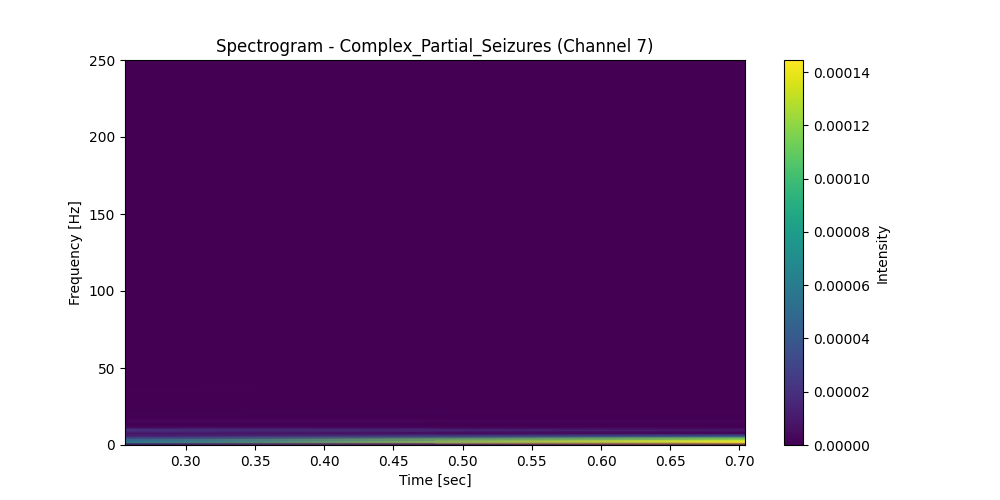 Spectrogram - Complex_Partial_Seizures (Channel 7)
250
200
150
100
50
0
Frequency [Hz]
0.30 0.35 0.40 0.45 0.50 0.55 0.60 0.65 0.70
Time [sec]
0.00014
0.00012
0.00010
0.00008
0.00006
0.00004
0.00002
0.00000
Intensity